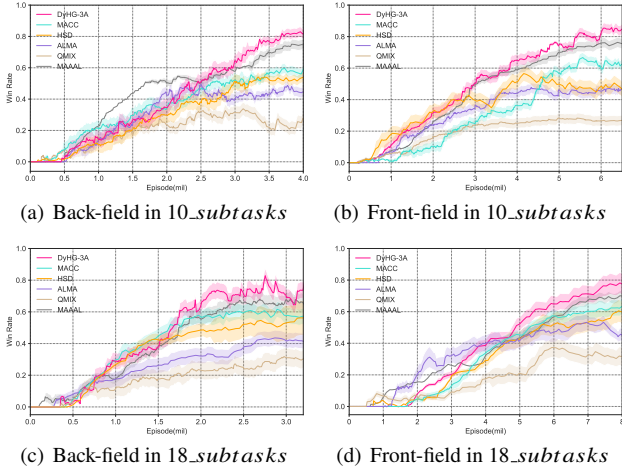 1.0
0.8
0.6
0.4
0.2
0.0
Win Rate
DyHG-3A
MACC
HSD
ALMA
QMIX
MAAAL
0.0 0.5 1.0 1.5 2.0 2.5 3.0 3.5 4.0
Episode(mil)
(a) Back-field in 10_subtasks
1.0
0.8
0.6
0.4
0.2
0.0
Win Rate
DyHG-3A
MACC
HSD
ALMA
QMIX
MAAAL
0 1 2 3 4 5 6
Episode(mil)
(b) Front-field in 10_subtasks
1.0
0.8
0.6
0.4
0.2
0.0
Win Rate
DyHG-3A
MACC
HSD
ALMA
QMIX
MAAAL
0.0 0.5 1.0 1.5 2.0 2.5 3.0
Episode(mil)
(c) Back-field in 18_subtasks
1.0
0.8
0.6
0.4
0.2
0.0
Win Rate
DyHG-3A
MACC
HSD
ALMA
QMIX
MAAAL
0 1 2 3 4 5 6 7 8
Episode(mil)
(d) Front-field in 18_subtasks